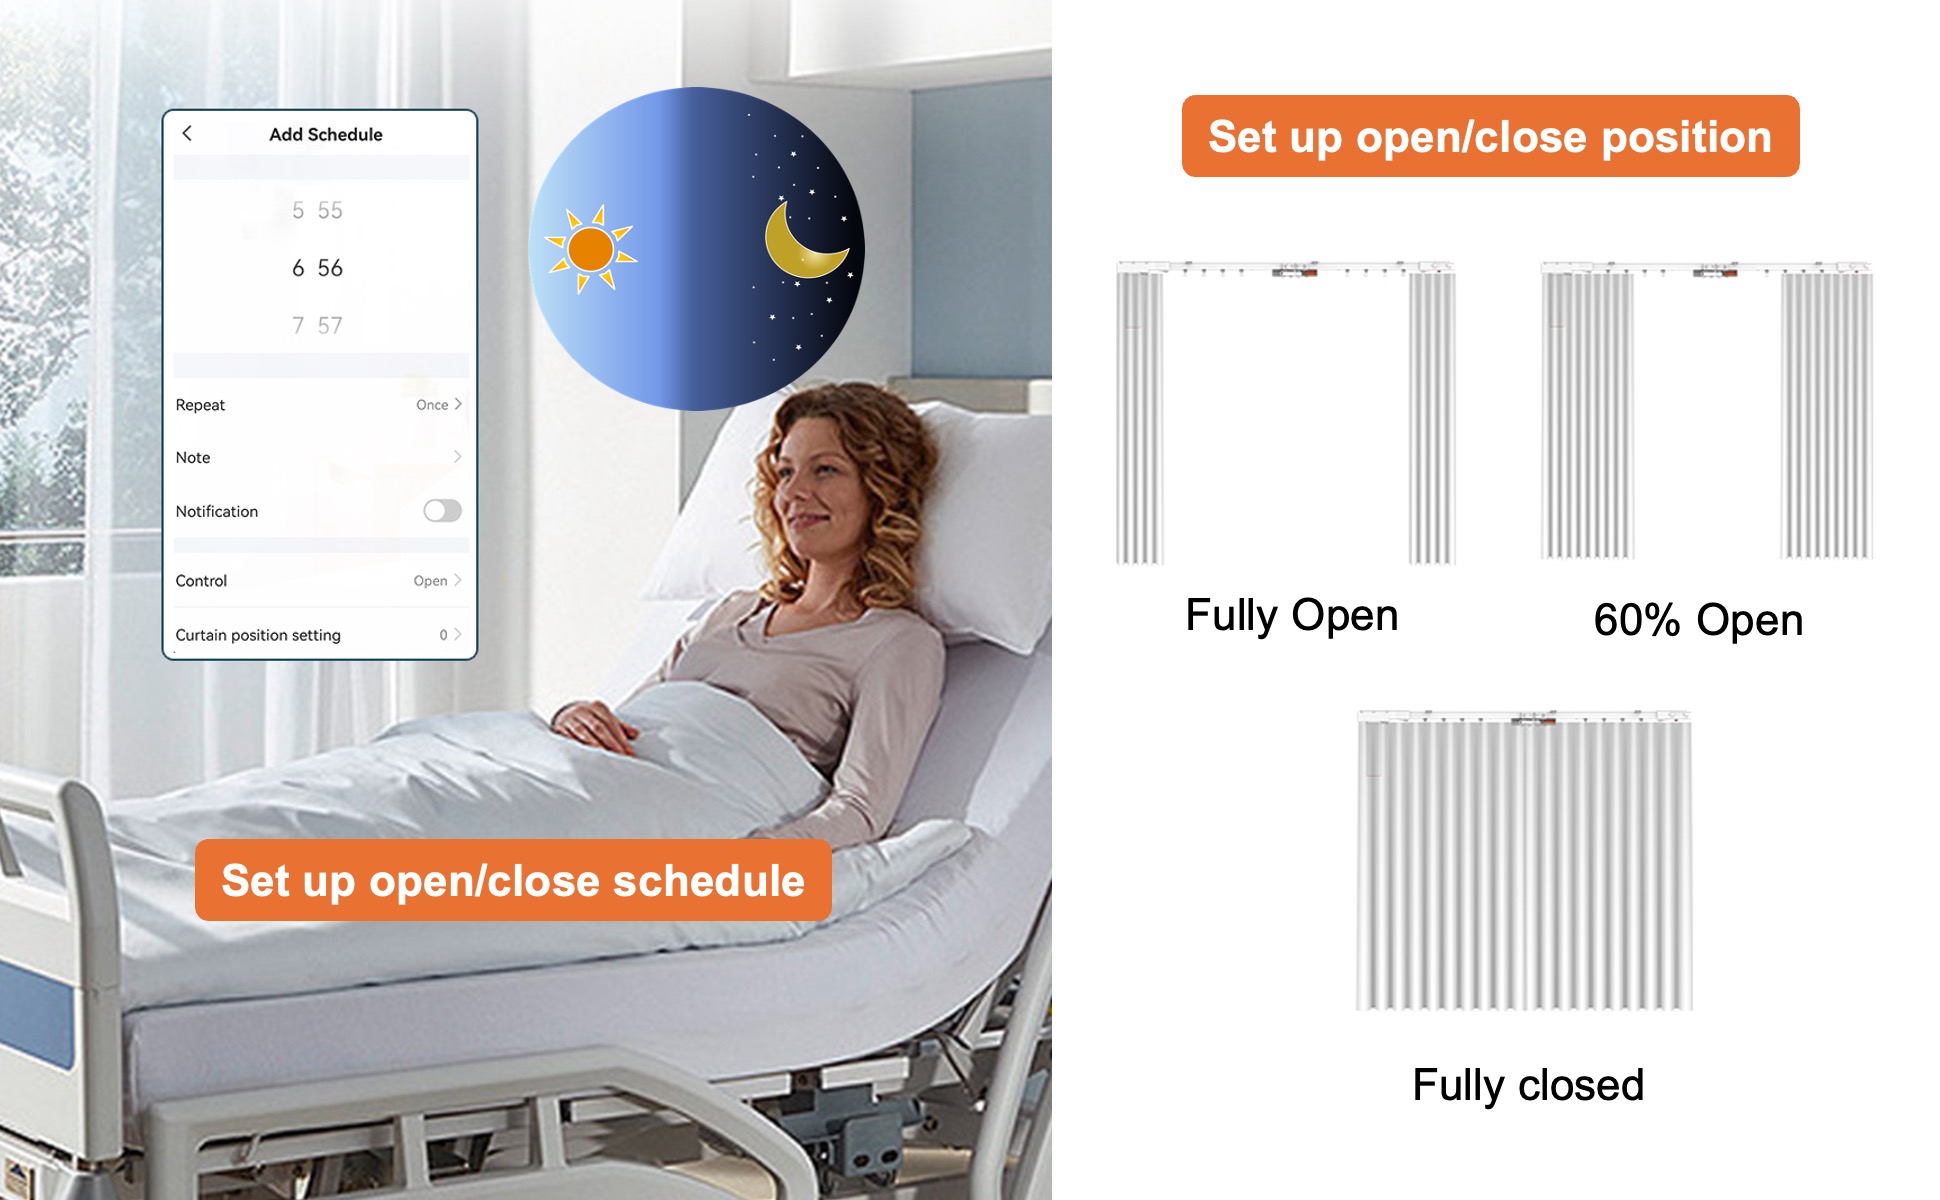 Add Schedule
5 55
6 56
7 57
Repeat Once
Note
Notification
Control Open
Curtain position setting 0
Set up open/close schedule
Set up open/close position
Fully Open
60% Open
Fully closed